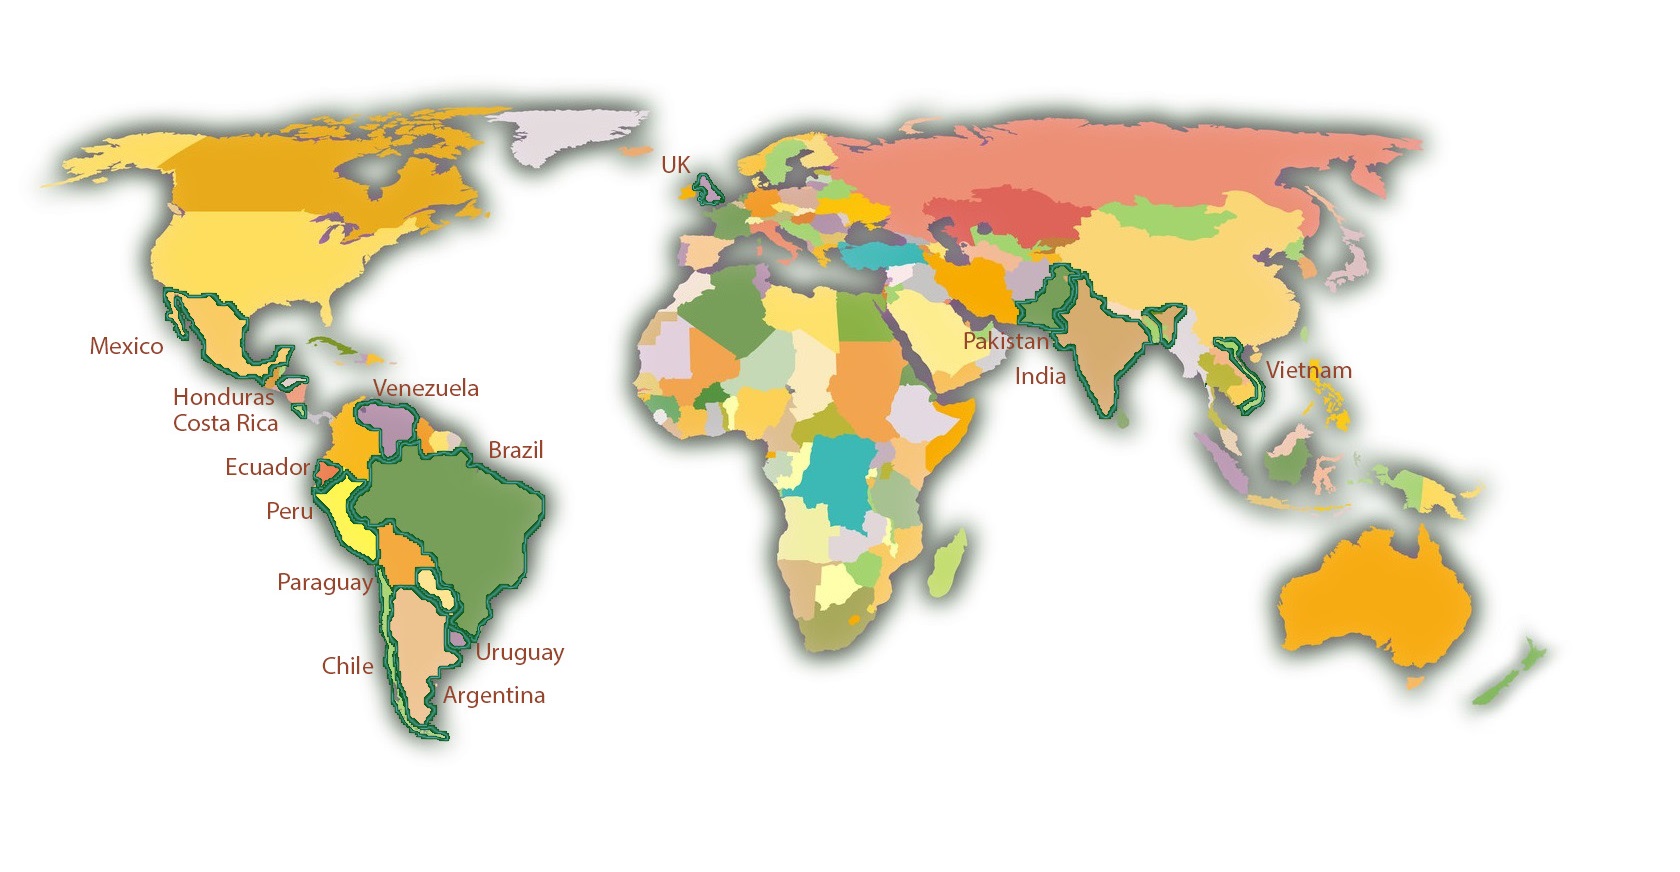 UK
Mexico
Pakistan
India
Vietnam
Honduras
Venezuela
Costa Rica
Brazil
Ecuador
Peru
Paraguay
Uruguay
Chile
Argentina